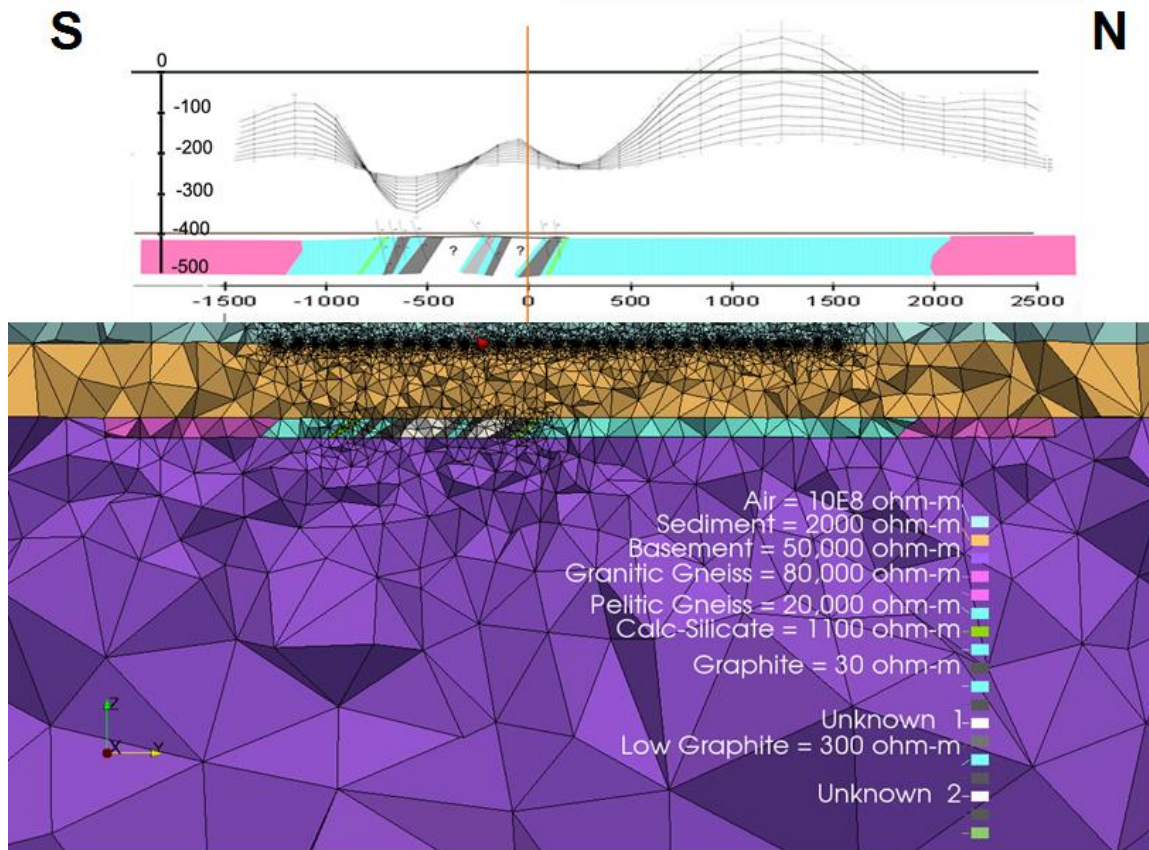 S
N
0
-100
-200
-300
-400
-500
? ?
-1500 -1000 -500 0 500 1000 1500 2000 2500
Air = 10E8 ohm-m
Sediment = 2000 ohm-m
Basement = 50,000 ohm-m
Granitic Gneiss = 80,000 ohm-m
Pelitic Gneiss = 20,000 ohm-m
Calc-Silicate = 1100 ohm-m
Graphite = 30 ohm-m
Unknown 1
Low Graphite = 300 ohm-m
Unknown 2
Z
X Y